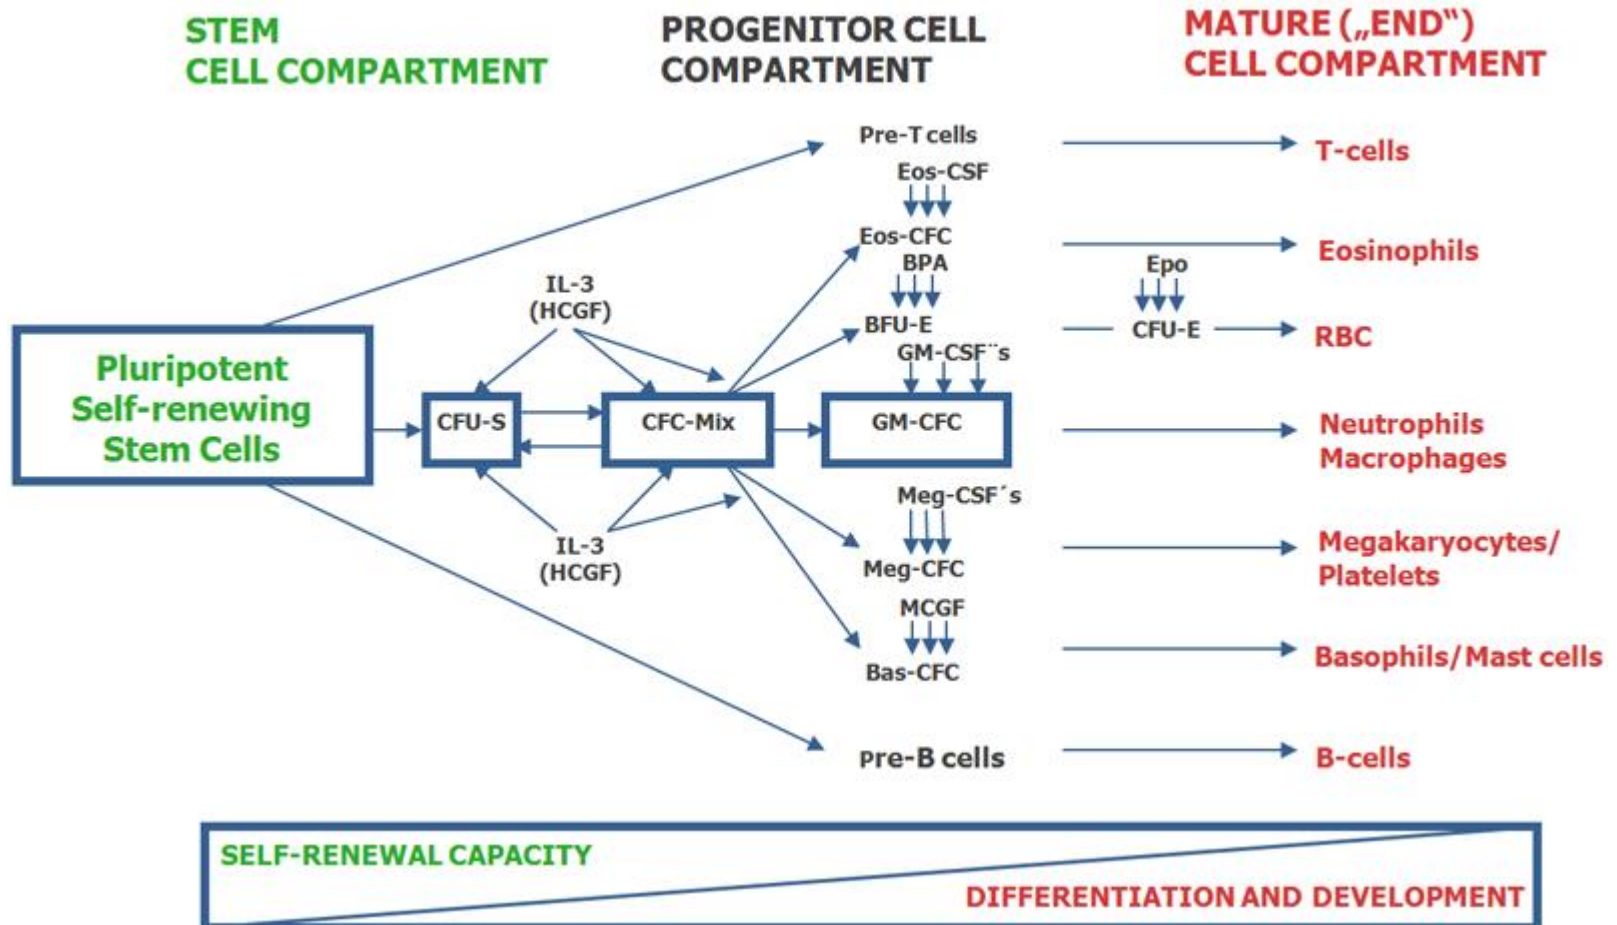 STEM
CELL COMPARTMENT
PROGENITOR CELL
COMPARTMENT
MATURE („END‟)
CELL COMPARTMENT
Pre-T cells
T-cells
Eos-CSF
Eos-CFC
Eosinophils
BPA
Epo
IL-3
(HCGF)
BFU-E
CFU-E
RBC
GM-CSF¨s
Pluripotent
Self-renewing
Stem Cells
CFU-S
CFC-Mix
GM-CFC
Neutrophils
Macrophages
Meg-CSF´s
IL-3
(HCGF)
Meg-CFC
Megakaryocytes/
Platelets
MCGF
Bas-CFC
Basophils/Mast cells
Pre-B cells
B-cells
SELF-RENEWAL CAPACITY
DIFFERENTIATION AND DEVELOPMENT